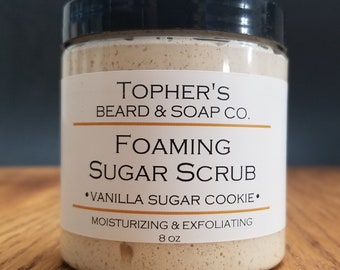 TOPHER'S
BEARD & SOAP CO.
FOAMING
SUGAR SCRUB
•VANILLA SUGAR COOKIE•
MOISTURIZING & EXFOLIATING
8 OZ